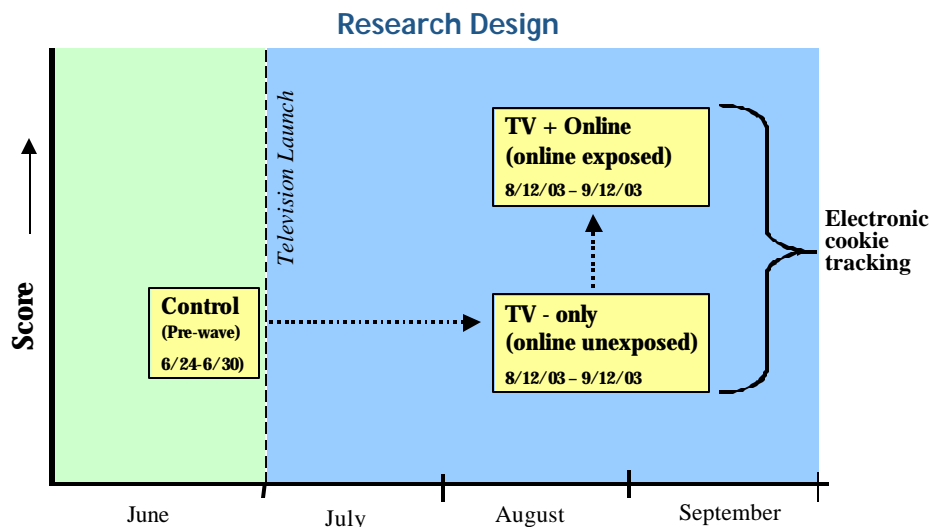 Research Design
Score
Television Launch
Control
(Pre-wave)
6/24-6/30)
TV + Online
(online exposed)
8/12/03 – 9/12/03
TV - only
(online unexposed)
8/12/03 – 9/12/03
Electronic
cookie
tracking
June
July
August
September